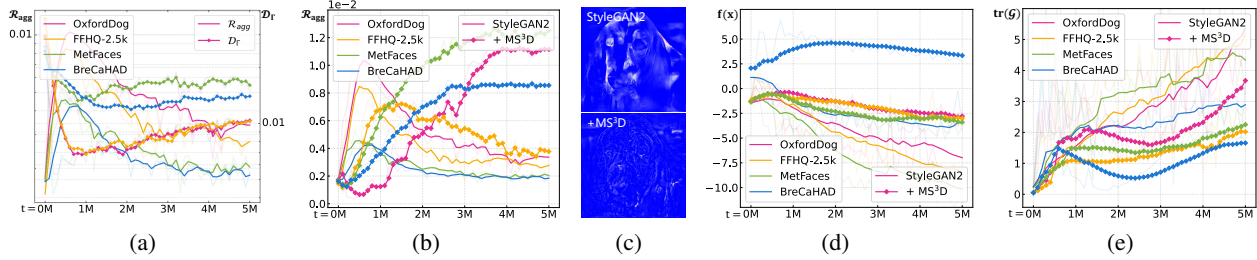 𝓡agg
𝓓Γ
0.01
0.01
OxfordDog
FFHQ-2.5k
MetFaces
BreCaHAD
𝓡agg
𝓓Γ
t = 0M 1M 2M 3M 4M 5M
(a)
𝓡agg
1e−2
1.2
1.0
0.8
0.6
0.4
0.2
0.0
OxfordDog
FFHQ-2.5k
MetFaces
BreCaHAD
StyleGAN2
+ MS³D
t = 0M 1M 2M 3M 4M 5M
(b)
StyleGAN2
+MS³D
(c)
f(x)
5.0
2.5
0.0
−2.5
−5.0
−7.5
−10.0
OxfordDog
FFHQ-2.5k
MetFaces
BreCaHAD
StyleGAN2
+ MS³D
t = 0M 1M 2M 3M 4M 5M
(d)
tr(𝒢)
6
5
4
3
2
1
0
OxfordDog
FFHQ-2.5k
MetFaces
BreCaHAD
StyleGAN2
+ MS³D
t = 0M 1M 2M 3M 4M 5M
(e)